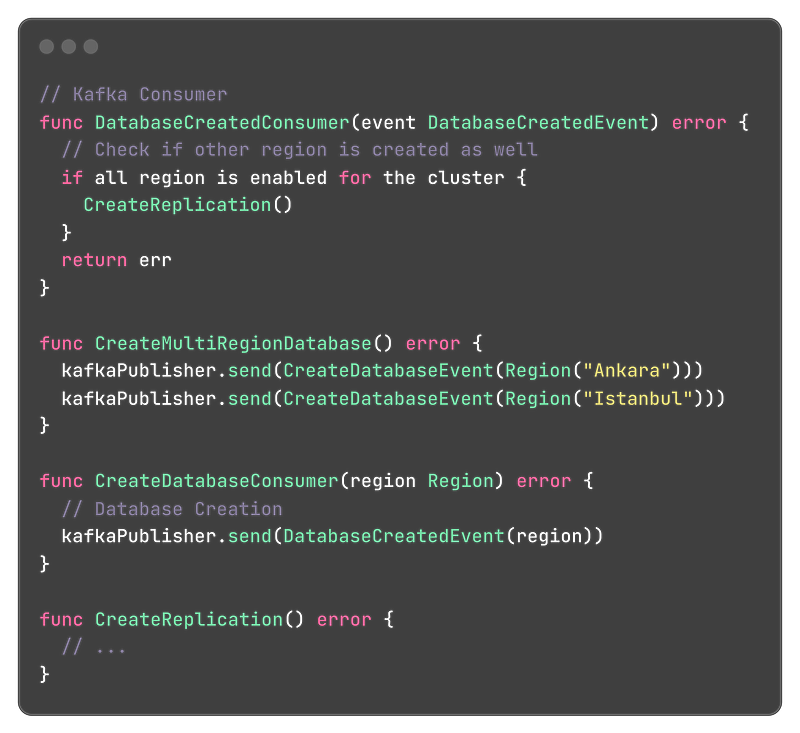 // Kafka Consumer
func DatabaseCreatedConsumer(event DatabaseCreatedEvent) error {
  // Check if other region is created as well
  if all region is enabled for the cluster {
    CreateReplication()
  }
  return err
}

func CreateMultiRegionDatabase() error {
  kafkaPublisher.send(CreateDatabaseEvent(Region("Ankara")))
  kafkaPublisher.send(CreateDatabaseEvent(Region("Istanbul")))
}

func CreateDatabaseConsumer(region Region) error {
  // Database Creation
  kafkaPublisher.send(DatabaseCreatedEvent(region))
}

func CreateReplication() error {
  // ...
}